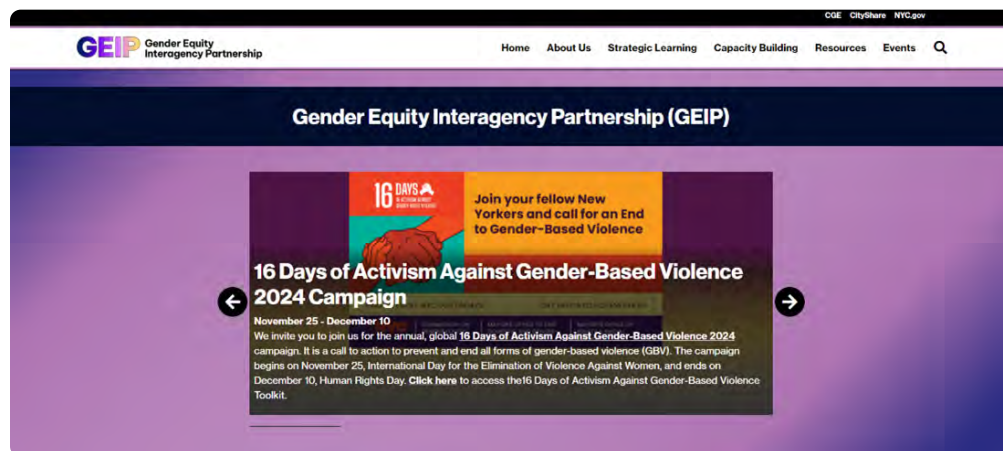 CGE CityShare NYC.gov
GEIP Gender Equity
Interagency Partnership
Home About Us Strategic Learning Capacity Building Resources Events
Gender Equity Interagency Partnership (GEIP)
16 DAYS
Join your fellow New
Yorkers and call for an End
to Gender-Based Violence
16 Days of Activism Against Gender-Based Violence
2024 Campaign
November 25 - December 10
We invite you to join us for the annual, global 16 Days of Activism Against Gender-Based Violence 2024
campaign. It is a call to action to prevent and end all forms of gender-based violence (GBV). The campaign
begins on November 25, International Day for the Elimination of Violence Against Women, and ends on
December 10, Human Rights Day. Click here to access the16 Days of Activism Against Gender-Based Violence
Toolkit.